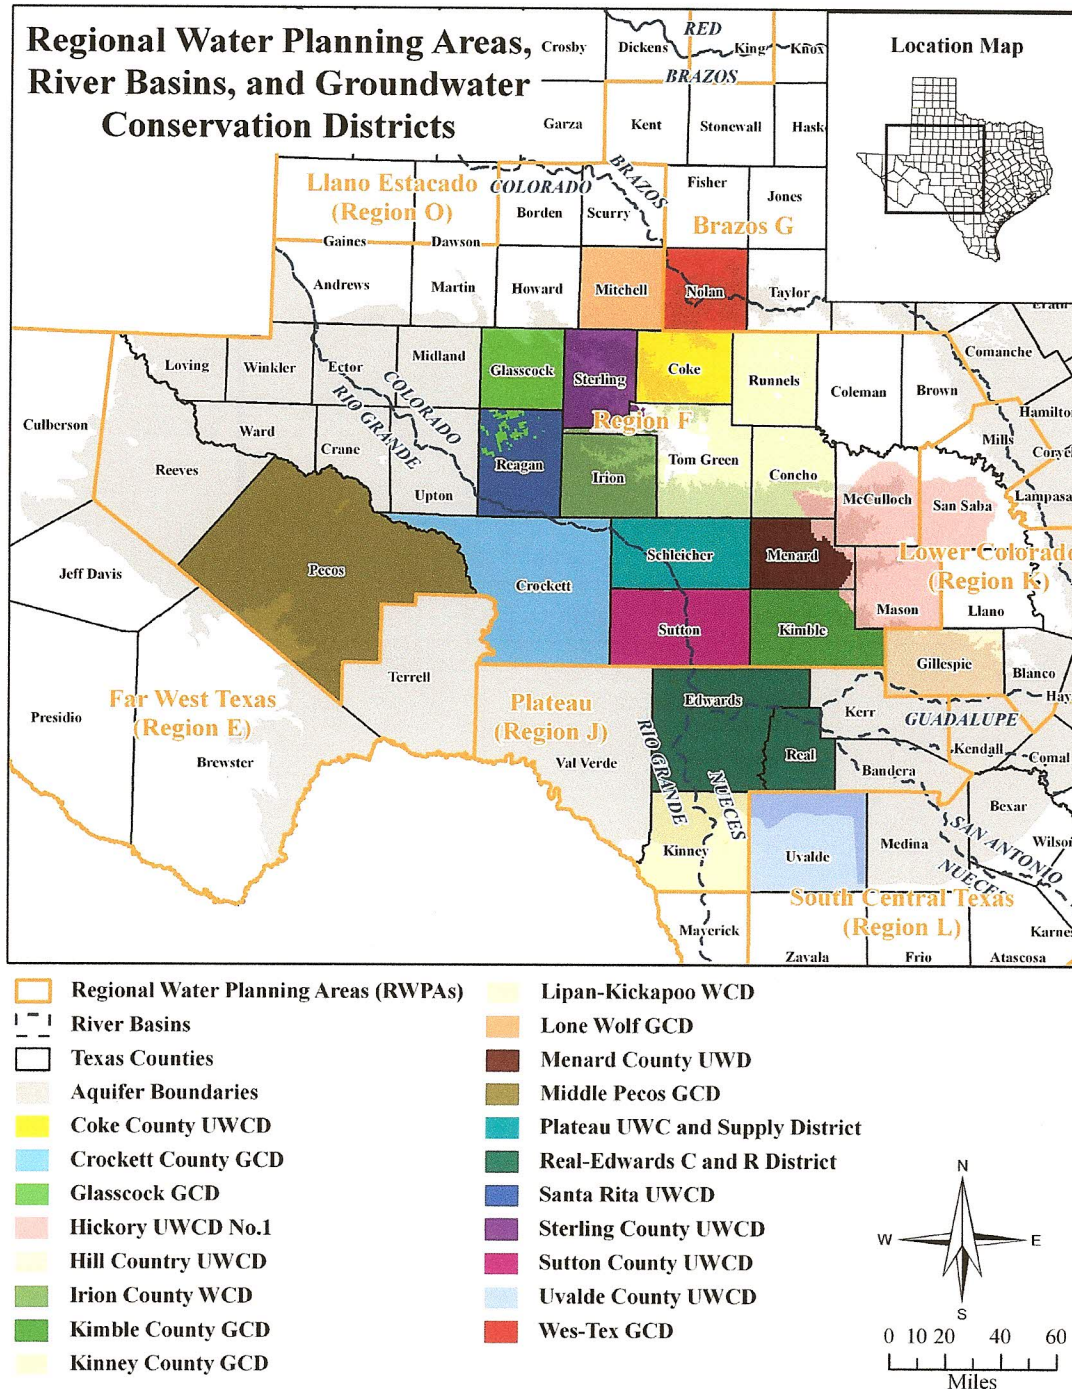 Regional Water Planning Areas,
River Basins, and Groundwater
Conservation Districts
Location Map
Crosby
Dickens
RED
King
Knox
BRAZOS
Garza
Kent
Stonewall
Hask
Llano Estacado
(Region O)
COLORADO
BRAZOS
Borden
Scurry
Fisher
Jones
Brazos G
Gaines
Dawson
Andrews
Martin
Howard
Mitchell
Nolan
Taylor
Erath
Loving
Winkler
Ector
Midland
Glasscock
Sterling
Coke
Runnels
Coleman
Brown
Comanche
Culberson
COLORADO
RIO GRANDE
Region F
Hamilton
Mills
Coryel
Ward
Crane
Reeves
Upton
Reagan
Irion
Tom Green
Concho
McCulloch
San Saba
Lampasa
Jeff Davis
Pecos
Crockett
Schleicher
Menard
Lower Colorado
(Region K)
Mason
Llano
Sutton
Kimble
Gillespie
Blanco
Hay
Terrell
Far West Texas
(Region E)
Plateau
(Region J)
Edwards
Kerr
GUADALUPE
Presidio
Brewster
Val Verde
RIO GRANDE
NUECES
Real
Bandera
Kendall
Comal
Bexar
Kinney
Uvalde
Medina
SAN ANTONIO
NUECES
Wilson
South Central Texas
(Region L)
Maverick
Zavala
Frio
Atascosa
Karne
Regional Water Planning Areas (RWPAs)
River Basins
Texas Counties
Aquifer Boundaries
Coke County UWCD
Crockett County GCD
Glasscock GCD
Hickory UWCD No.1
Hill Country UWCD
Irion County WCD
Kimble County GCD
Kinney County GCD
Lipan-Kickapoo WCD
Lone Wolf GCD
Menard County UWD
Middle Pecos GCD
Plateau UWC and Supply District
Real-Edwards C and R District
Santa Rita UWCD
Sterling County UWCD
Sutton County UWCD
Uvalde County UWCD
Wes-Tex GCD
N
W E
S
0 10 20 40 60
Miles